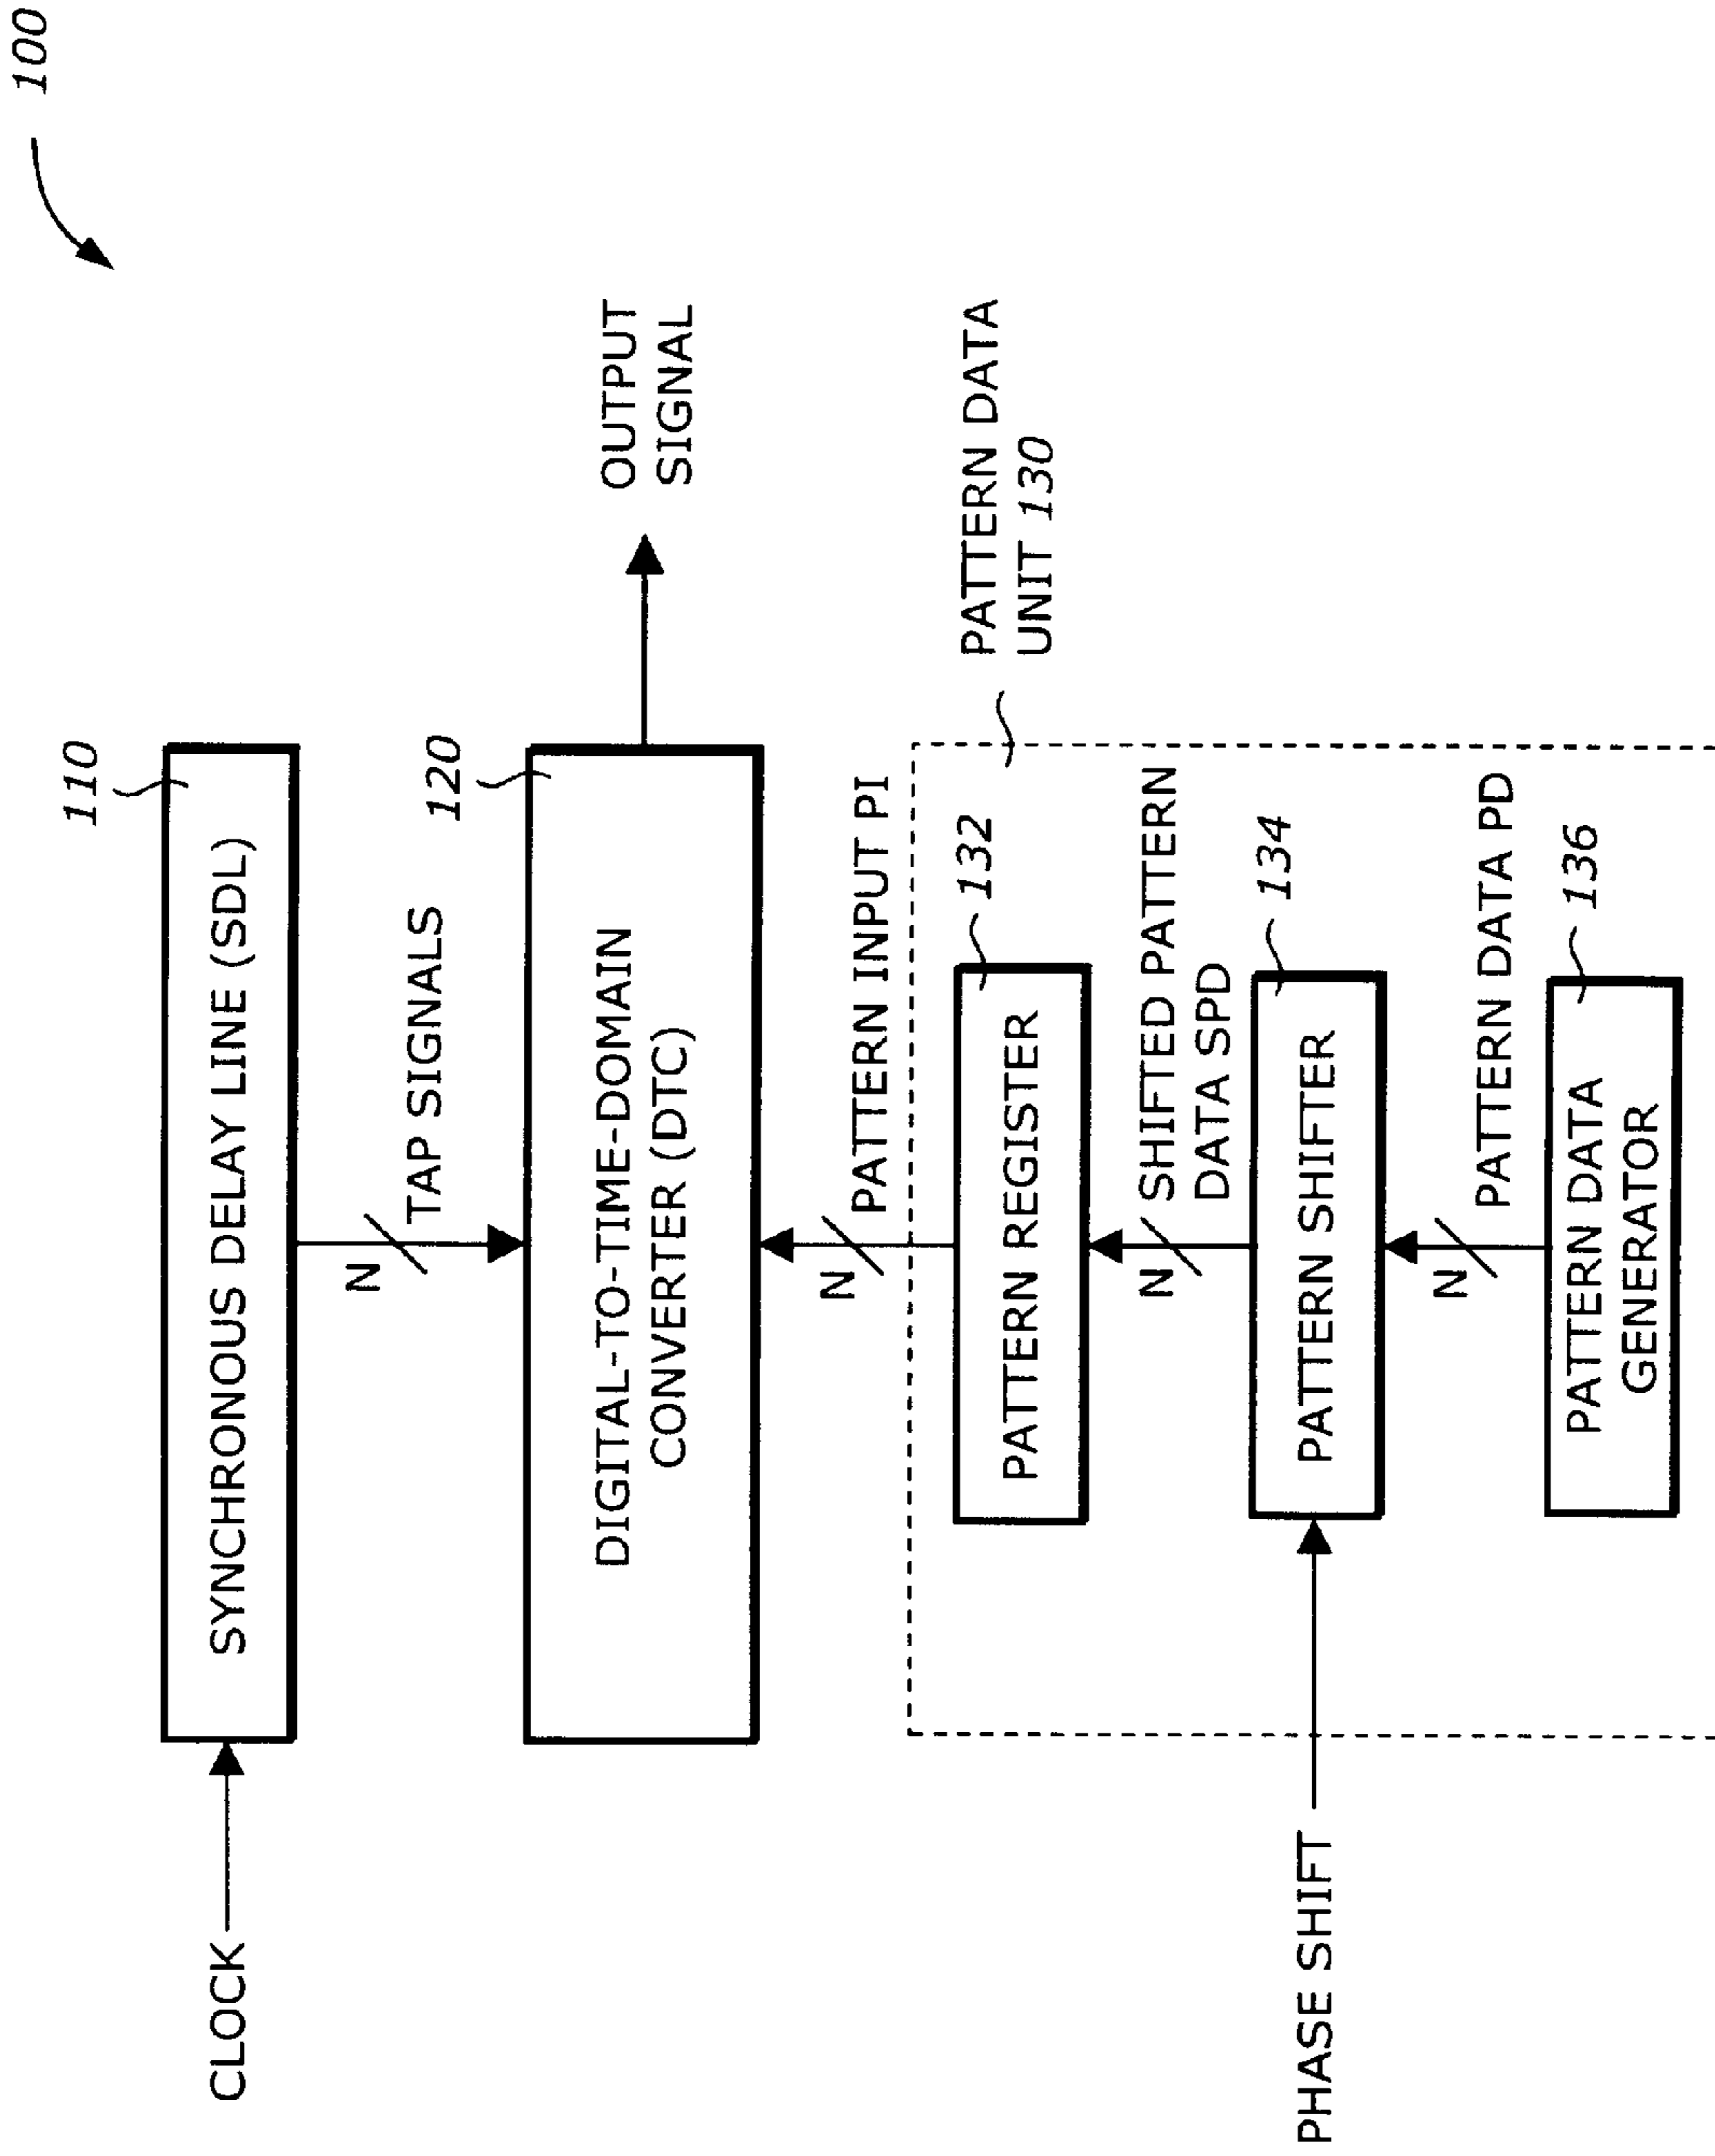 100
110
CLOCK
SYNCHRONOUS DELAY LINE (SDL)
N
TAP SIGNALS
120
DIGITAL-TO-TIME-DOMAIN
CONVERTER (DTC)
OUTPUT
SIGNAL
N
PATTERN INPUT PI
PATTERN DATA
UNIT 130
132
PATTERN REGISTER
N
SHIFTED PATTERN
DATA SPD
134
PHASE SHIFT
PATTERN SHIFTER
N
PATTERN DATA PD
136
PATTERN DATA
GENERATOR